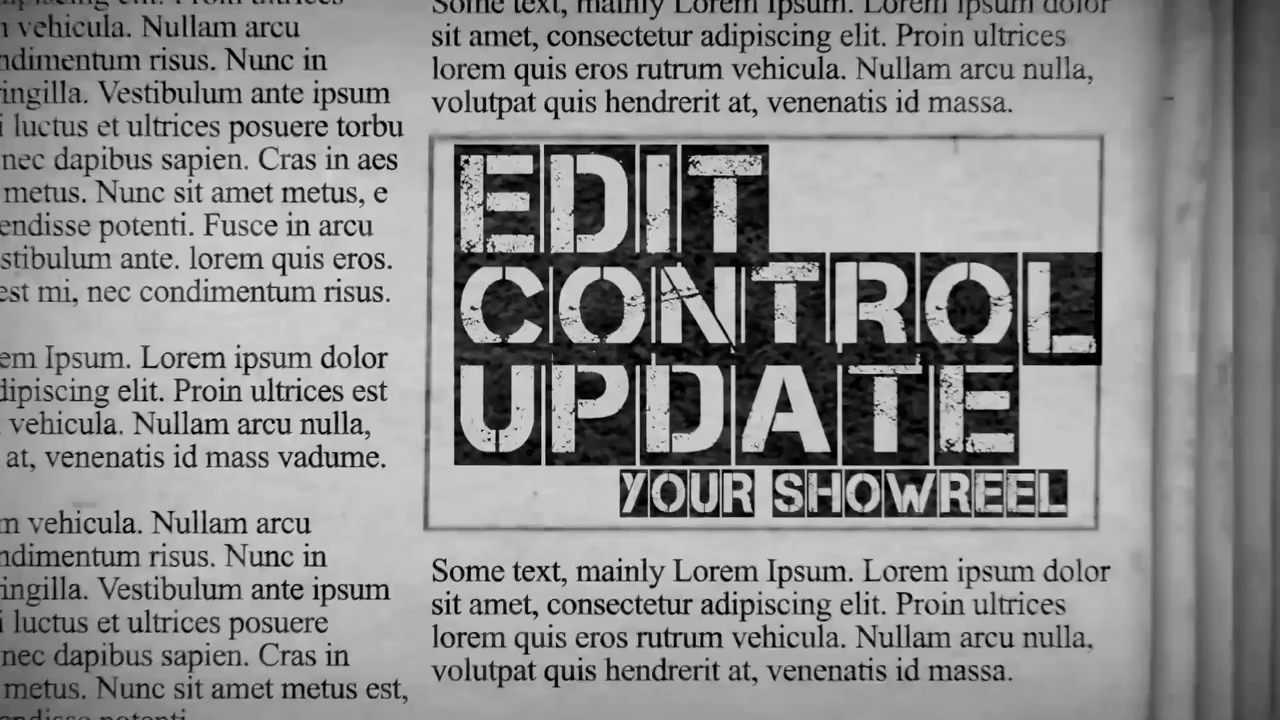 vehicula. Nullam arcu
risus. Nunc in
Vestibulum ante ipsum
luctus et ultrices posuere torbu
nec dapibus sapien. Cras in aes
metus. Nunc sit amet metus, e
potenti. Fusce in arcu
ante. lorem quis eros.
est mi, nec condimentum risus.
Ipsum. Lorem ipsum dolor
elit. Proin ultrices est
vehicula. Nullam arcu nulla,
at, venenatis id mass vadume.
vehicula. Nullam arcu
risus. Nunc in
Vestibulum ante ipsum
luctus et ultrices posuere
nec dapibus sapien. Cras in
metus. Nunc sit amet metus est,
Some text, mainly Lorem Ipsum. Lorem ipsum dolor
sit amet, consectetur adipiscing elit. Proin ultrices
lorem quis eros rutrum vehicula. Nullam arcu nulla,
volutpat quis hendrerit at, venenatis id massa.
EDIT
CONTROL
UPDATE
YOUR SHOWREEL
Some text, mainly Lorem Ipsum. Lorem ipsum dolor
sit amet, consectetur adipiscing elit. Proin ultrices
lorem quis eros rutrum vehicula. Nullam arcu nulla,
volutpat quis hendrerit at, venenatis id massa.